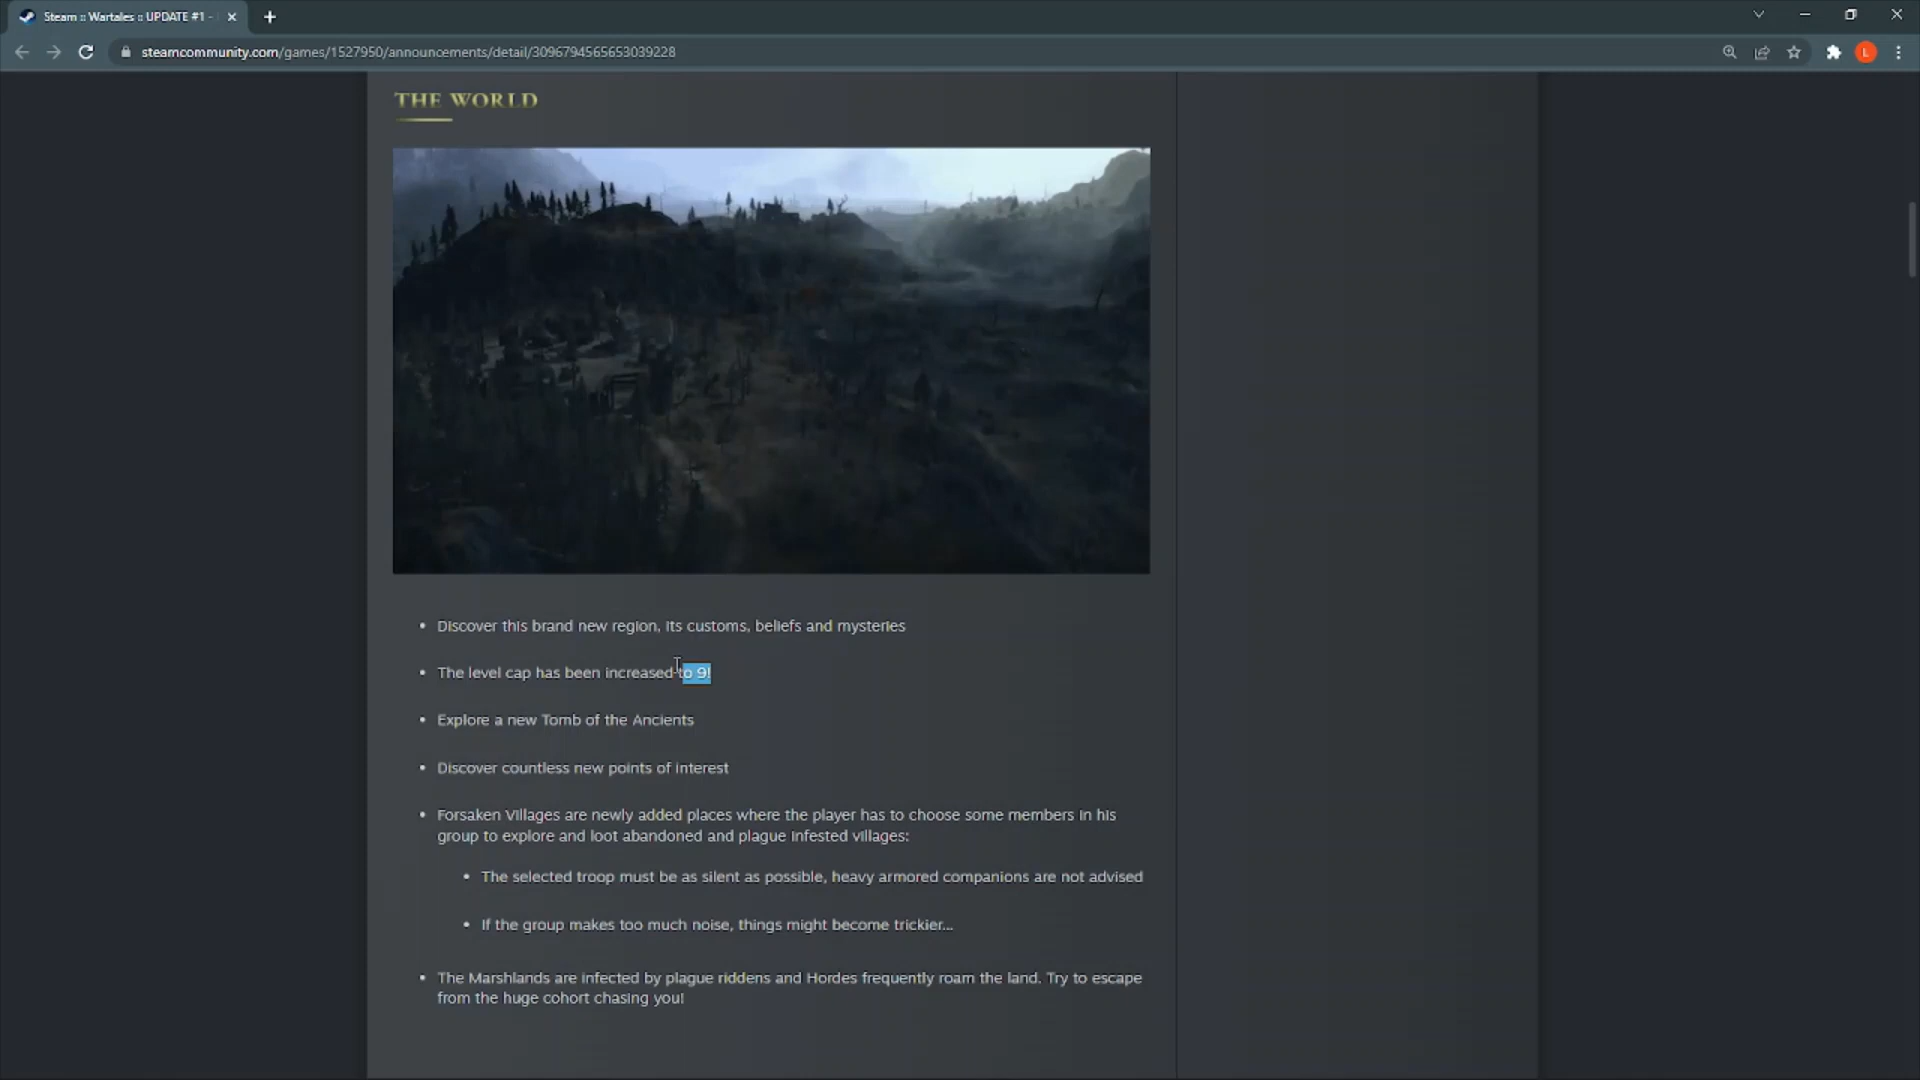 Steam :: Wartales :: UPDATE #1 -
steamcommunity.com/games/1527950/announcements/detail/3096794565653039228
L
THE WORLD
• Discover this brand new region, its customs, beliefs and mysteries
• The level cap has been increased to 9!
• Explore a new Tomb of the Ancients
• Discover countless new points of interest
• Forsaken Villages are newly added places where the player has to choose some members in his
group to explore and loot abandoned and plague infested villages:
• The selected troop must be as silent as possible, heavy armored companions are not advised
• If the group makes too much noise, things might become trickier...
• The Marshlands are infected by plague riddens and Hordes frequently roam the land. Try to escape
from the huge cohort chasing you!